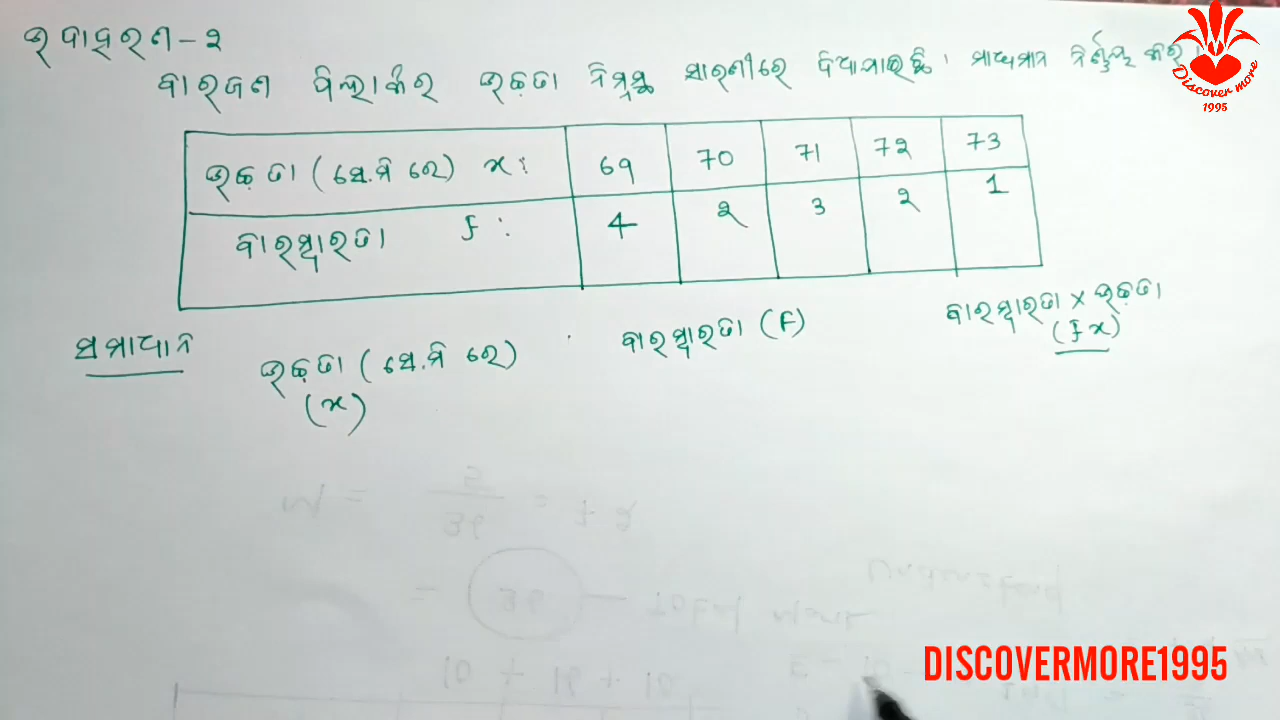 ଉଦାହରଣ-୨
ବାରଜଣ ପିଲାଙ୍କର ଉଚ୍ଚତା ନିମ୍ନସ୍ଥ ସାରଣୀରେ ଦିଆଯାଇଛି । ମାଧ୍ୟମାନ ନିର୍ଣ୍ଣୟ କର ।
ଉଚ୍ଚତା (ସେ.ମି ରେ) x: 69 70 71 72 73
ବାରମ୍ବାରତା f: 4 2 3 2 1
ସମାଧାନ
ଉଚ୍ଚତା (ସେ.ମି ରେ) ବାରମ୍ବାରତା (F) ବାରମ୍ବାରତା x ଉଚ୍ଚତା
(x) (fx)
Discover more
1995
DISCOVERMORE1995